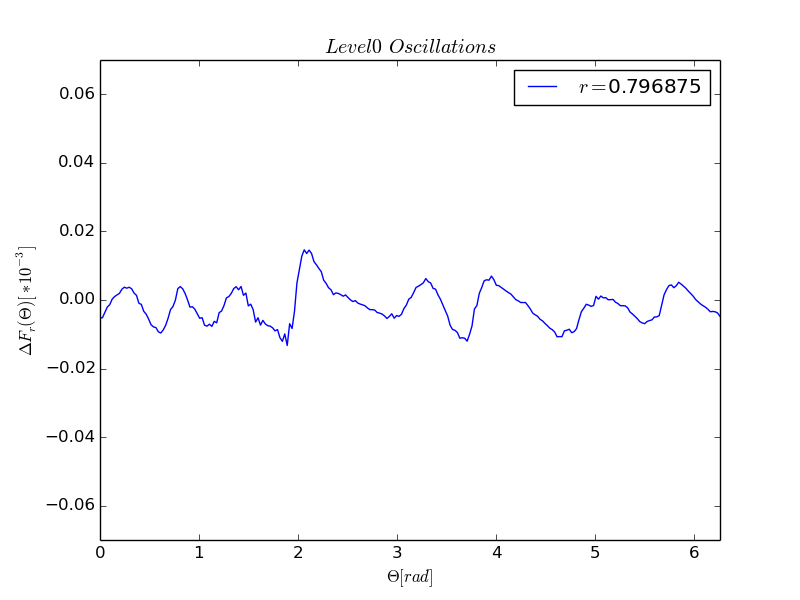 Level0 Oscillations
r=0.796875
0.06
0.04
0.02
0.00
−0.02
−0.04
−0.06
ΔF_r(Θ)[*10^{-3}]
0 1 2 3 4 5 6
Θ[rad]